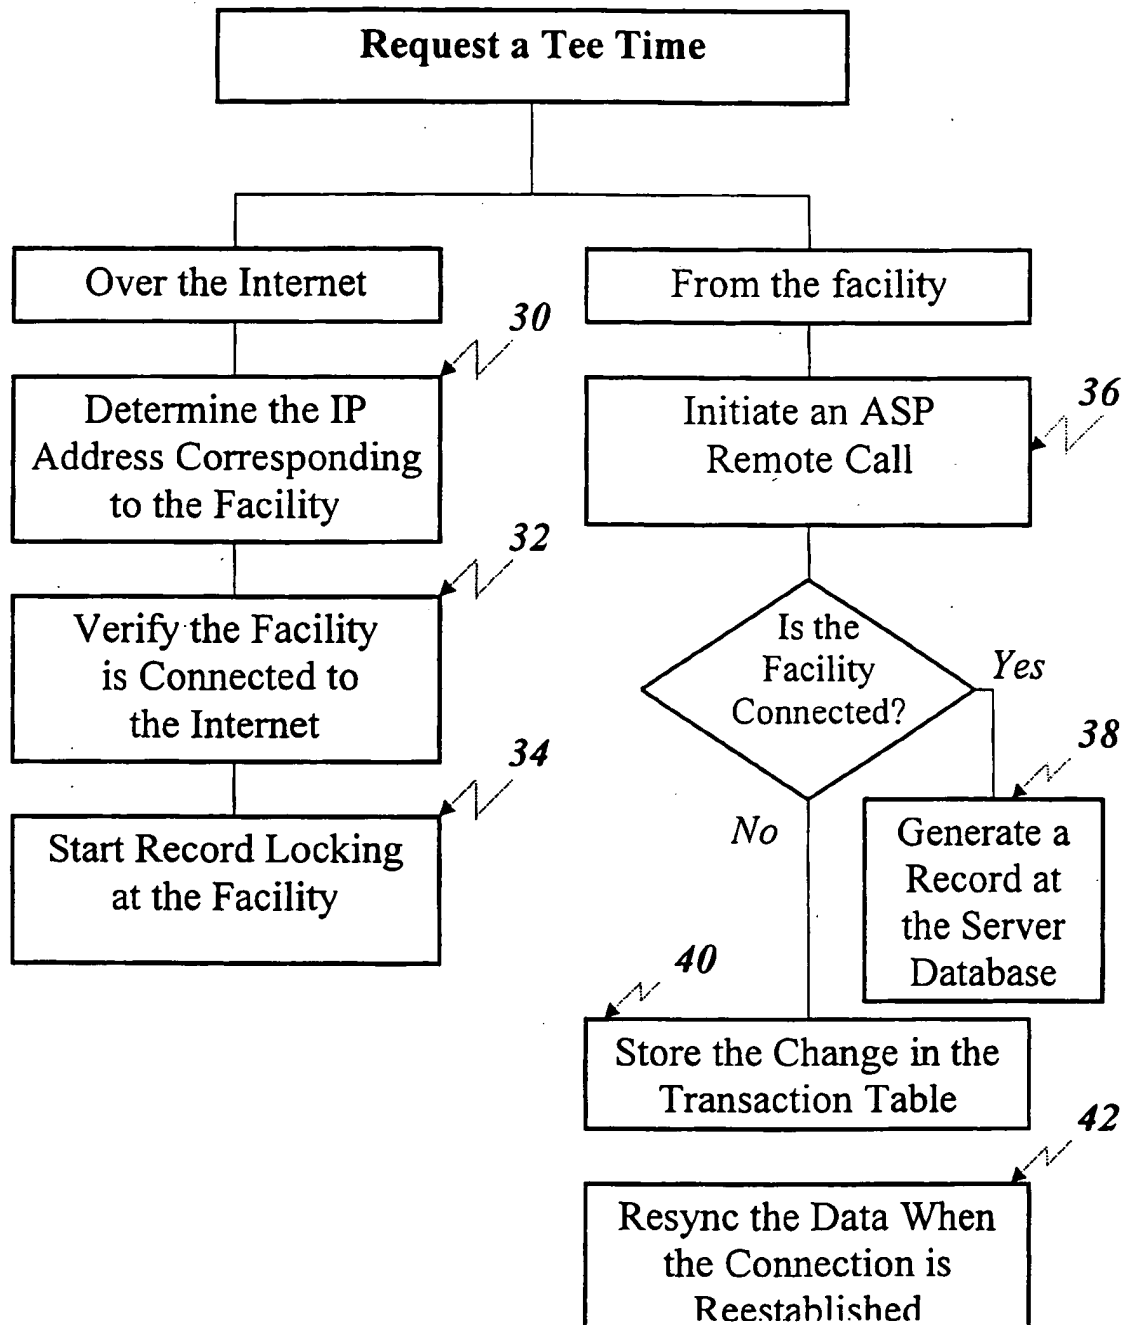 Request a Tee Time
Over the Internet
30
Determine the IP
Address Corresponding
to the Facility
32
Verify the Facility
is Connected to
the Internet
34
Start Record Locking
at the Facility
From the facility
36
Initiate an ASP
Remote Call
Is the
Facility
Connected?
Yes
38
Generate a
Record at
the Server
Database
No
40
Store the Change in the
Transaction Table
42
Resync the Data When
the Connection is
Reestablished